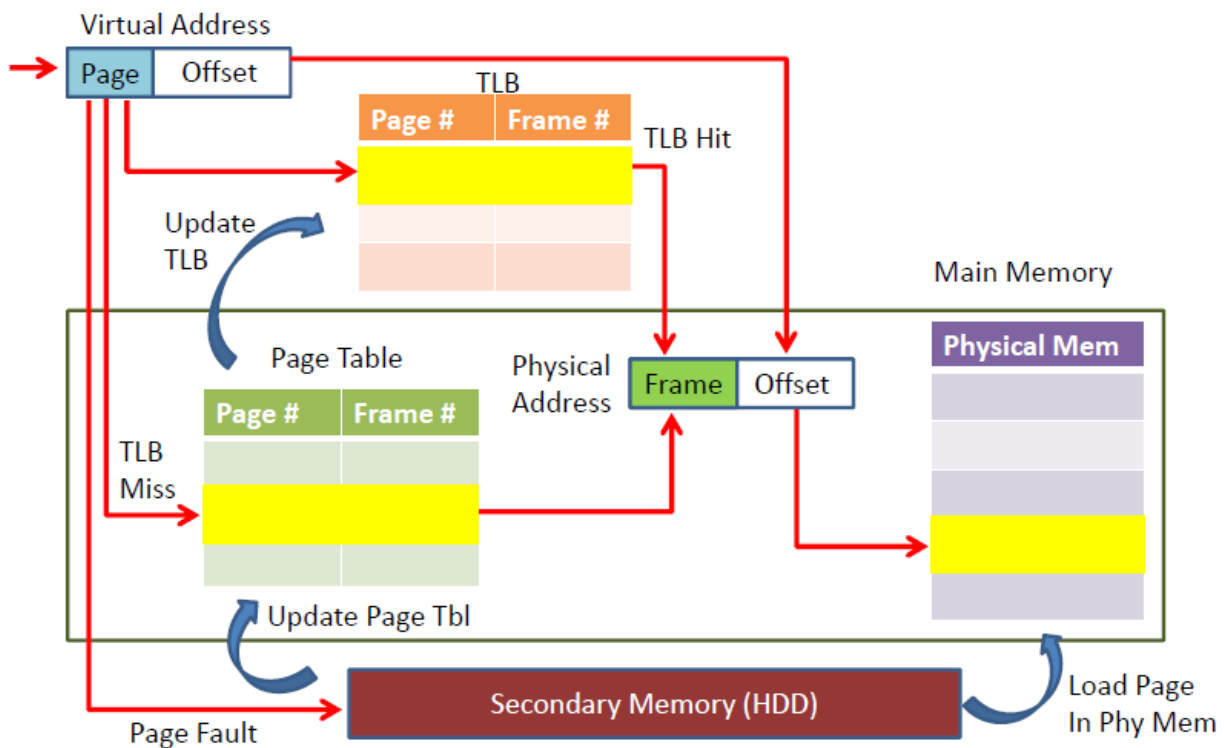 Virtual Address
Page
Offset
TLB
Page #
Frame #
TLB Hit
Update
TLB
Main Memory
Page Table
Physical
Address
Frame
Offset
Physical Mem
Page #
Frame #
TLB
Miss
Update Page Tbl
Secondary Memory (HDD)
Load Page
In Phy Mem
Page Fault